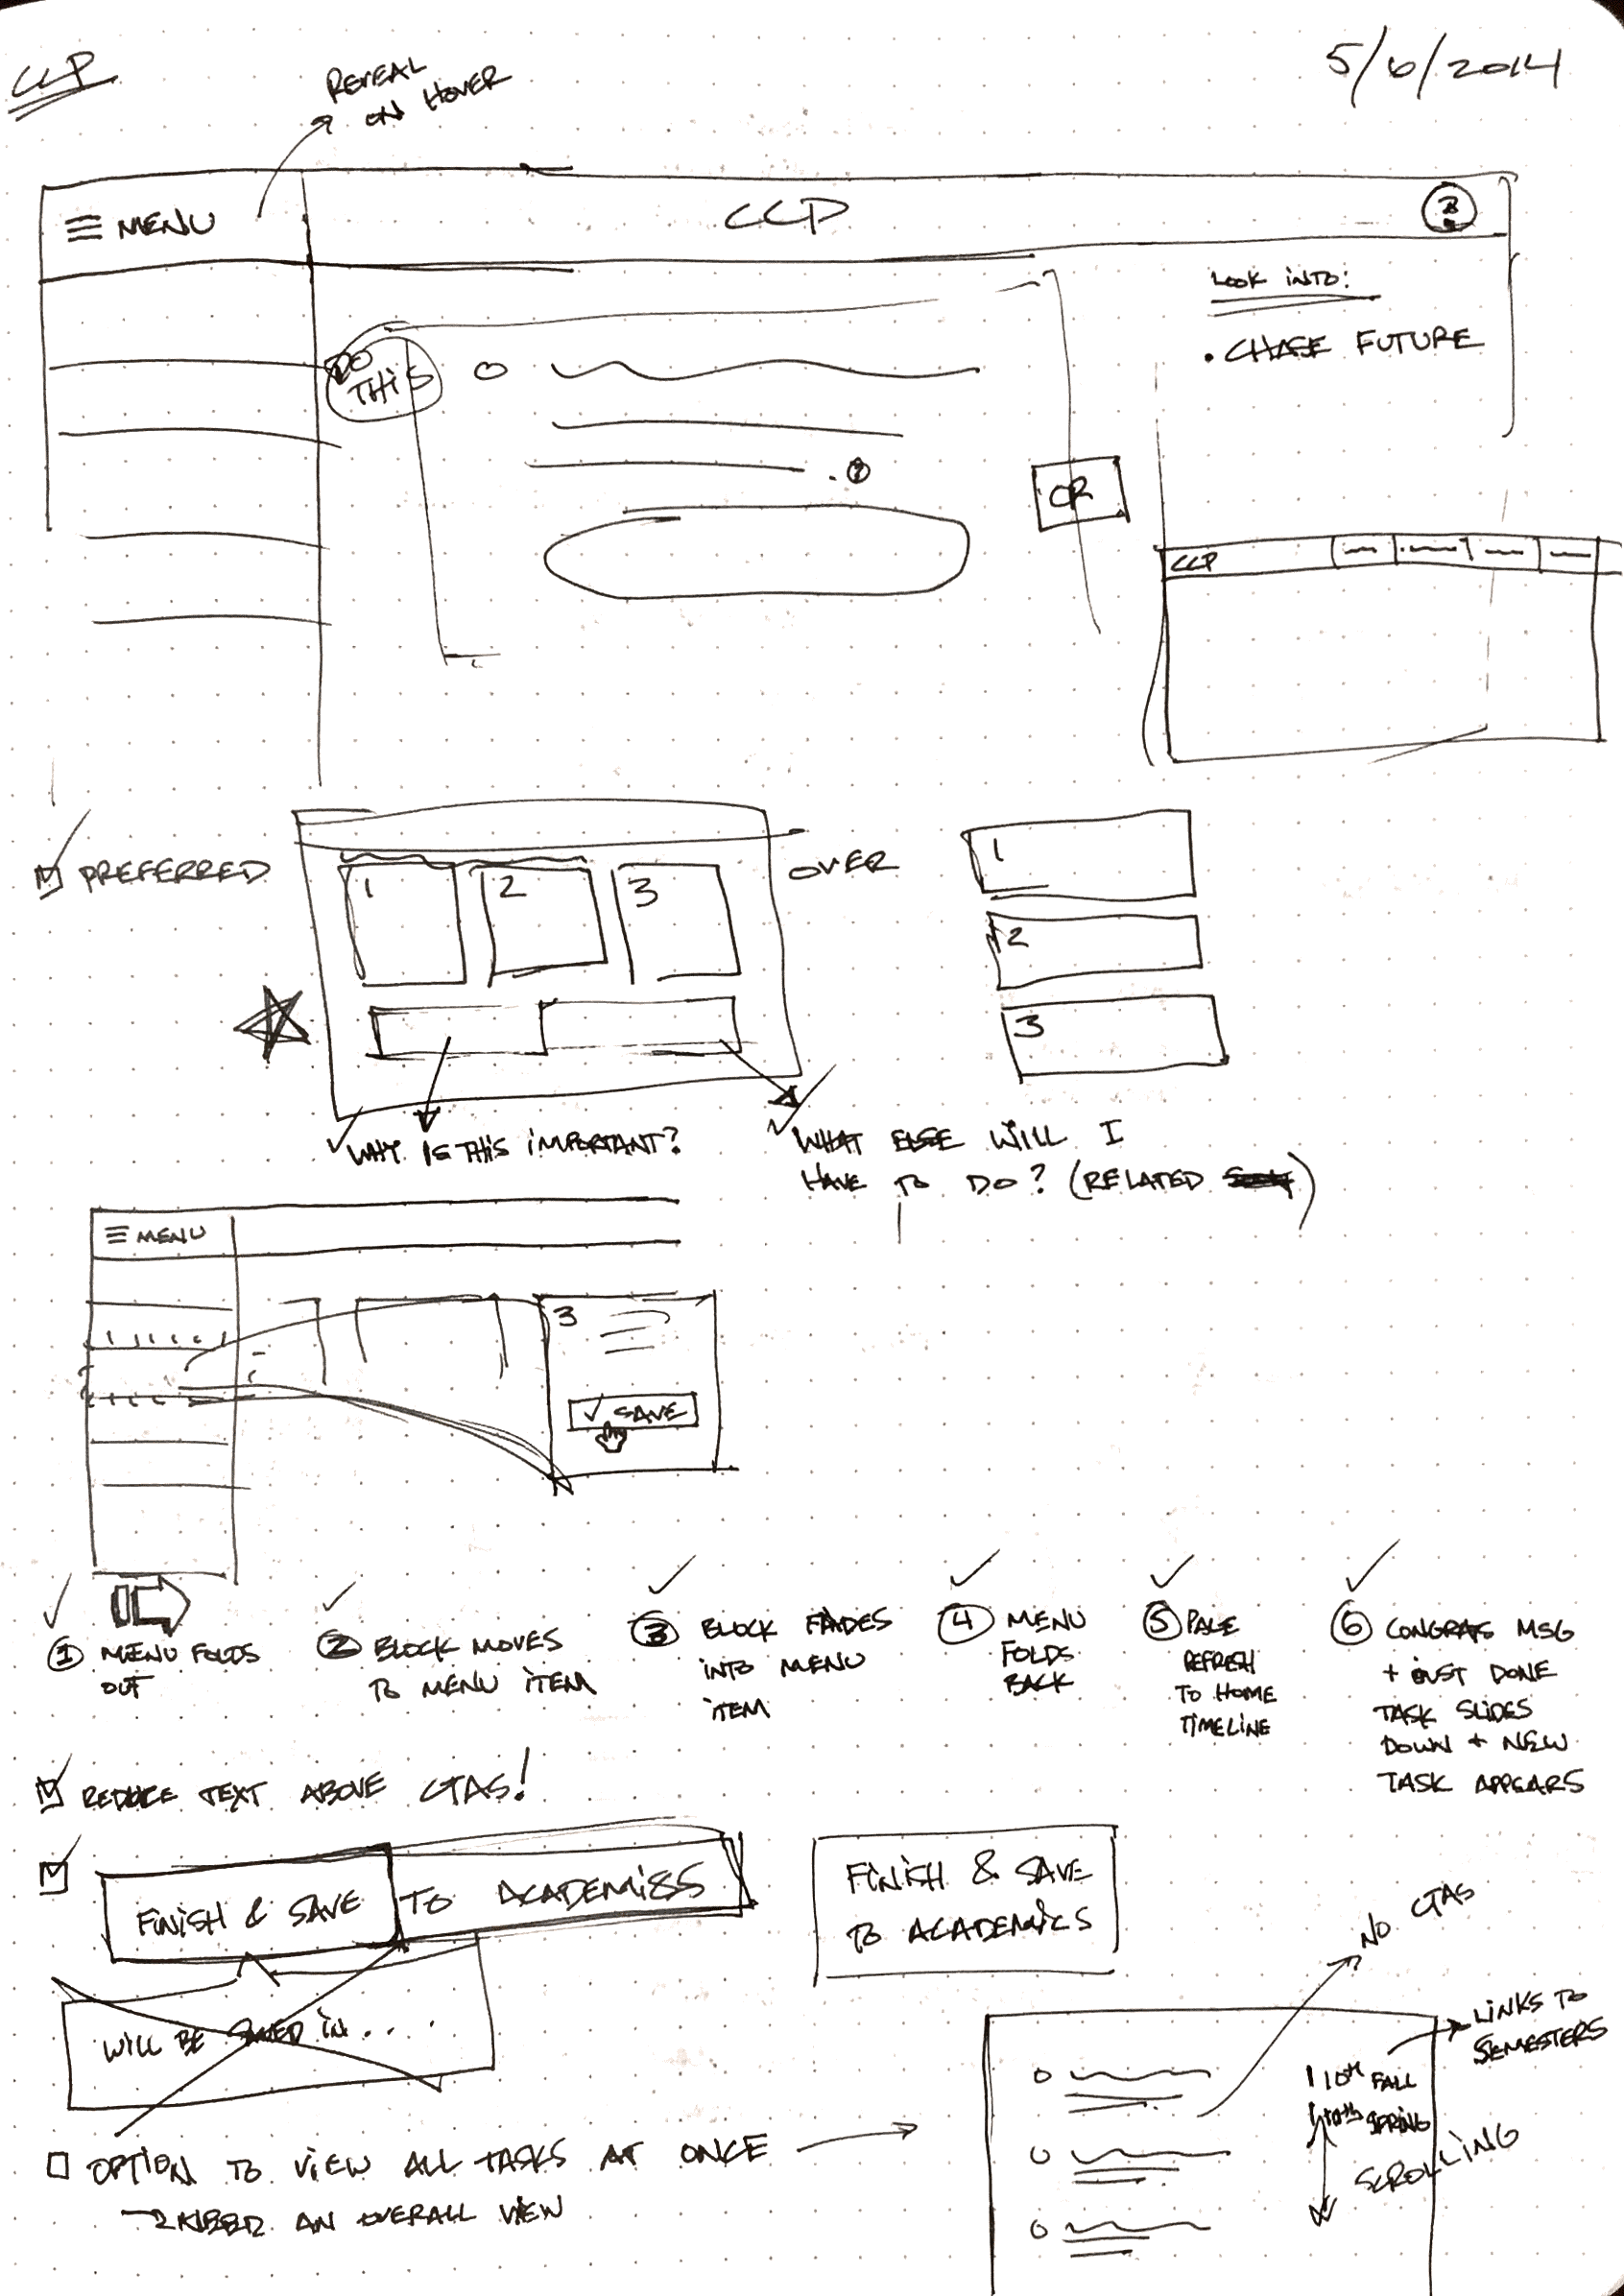 CCP
5/6/2014
REVEAL
ON HOVER
MENU
CCP
?
LOOK INTO:
• CHASE FUTURE
DO
THIS
?
OR
CCP
PREFERRED
1
2
3
OVER
1
2
3
WHY IS THIS IMPORTANT?
WHAT ELSE WILL I
HAVE TO DO? (RELATED )
MENU
3
SAVE
① MENU FOLDS
OUT
② BLOCK MOVES
TO MENU ITEM
③ BLOCK FADES
INTO MENU
ITEM
④ MENU
FOLDS
BACK
⑤ PAGE
REFRESH
TO HOME
TIMELINE
⑥ CONGRATS MSG
+ JUST DONE
TASK SLIDES
DOWN + NEW
TASK APPEARS
REDUCE TEXT ABOVE CTAS!
FINISH & SAVE TO ACADEMICS
FINISH & SAVE
TO ACADEMICS
WILL BE SAVED IN....
NO CTAS
LINKS TO
SEMESTERS
10TH FALL
10TH SPRING
SCROLLING
OPTION TO VIEW ALL TASKS AT ONCE
AN OVERALL VIEW